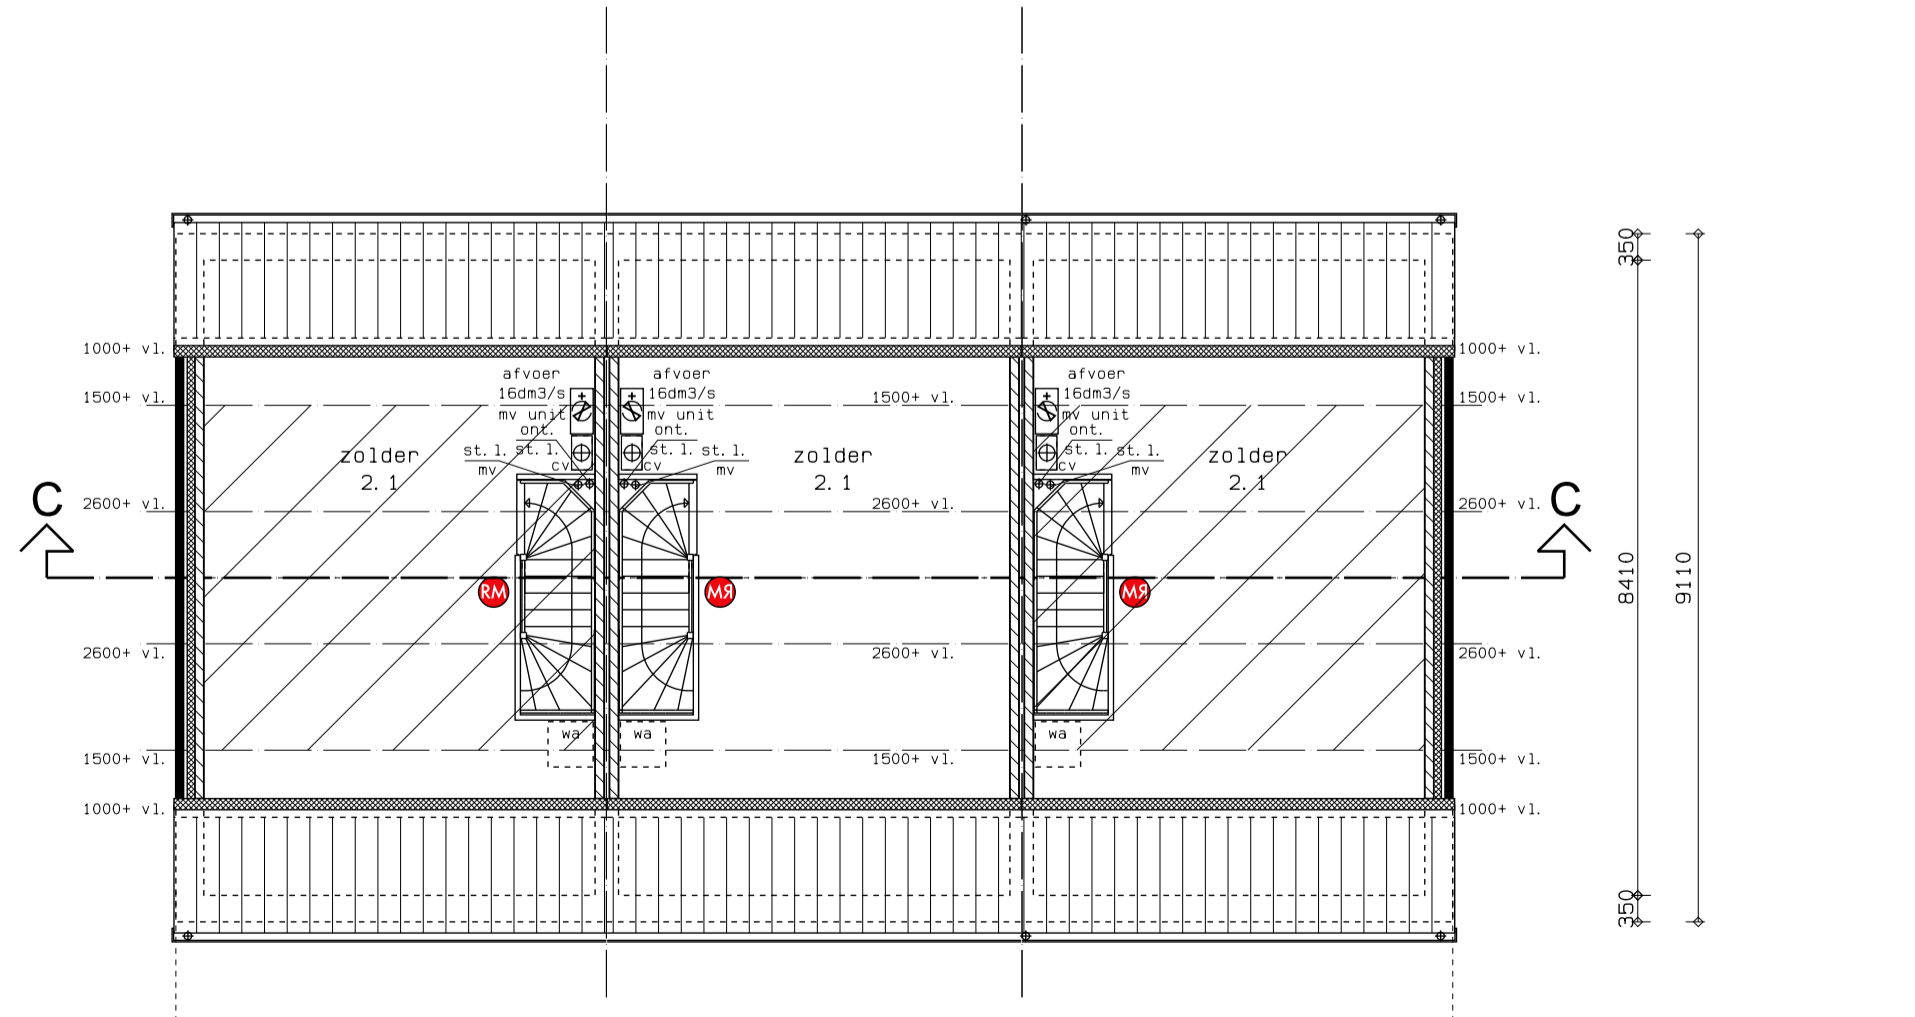 350
1000+ vl.
1000+ vl.
afvoer
16dm3/s
mv unit
ont.
st.l. st.l.
cv
mv
afvoer
16dm3/s
mv unit
ont.
st.l. st.l.
cv
mv
afvoer
16dm3/s
mv unit
ont.
st.l. st.l.
cv
mv
1500+ vl.
1500+ vl.
1500+ vl.
zolder
2.1
zolder
2.1
zolder
2.1
C
C
2600+ vl.
2600+ vl.
2600+ vl.
RM
MR
MR
8410
9110
2600+ vl.
2600+ vl.
2600+ vl.
wa
wa
wa
1500+ vl.
1500+ vl.
1500+ vl.
1000+ vl.
1000+ vl.
350